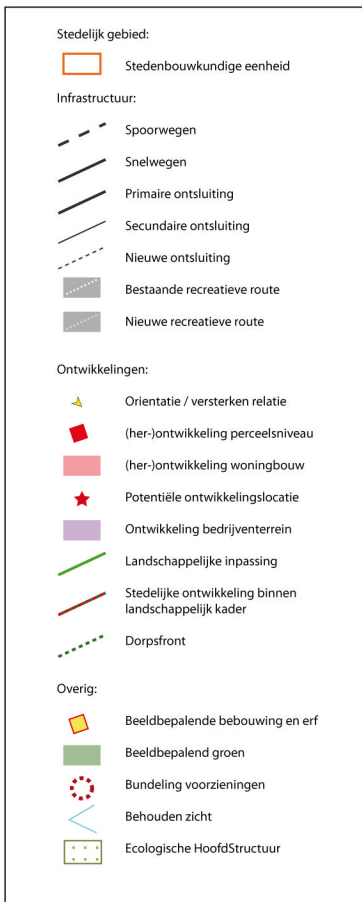 Stedelijk gebied:
Stedenbouwkundige eenheid
Infrastructuur:
Spoorwegen
Snelwegen
Primaire ontsluiting
Secundaire ontsluiting
Nieuwe ontsluiting
Bestaande recreatieve route
Nieuwe recreatieve route
Ontwikkelingen:
Orientatie / versterken relatie
(her-)ontwikkeling perceelsniveau
(her-)ontwikkeling woningbouw
Potentiële ontwikkelingslocatie
Ontwikkeling bedrijventerrein
Landschappelijke inpassing
Stedelijke ontwikkeling binnen
landschappelijk kader
Dorpsfront
Overig:
Beeldbepalende bebouwing en erf
Beeldbepalend groen
Bundeling voorzieningen
Behouden zicht
Ecologische HoofdStructuur